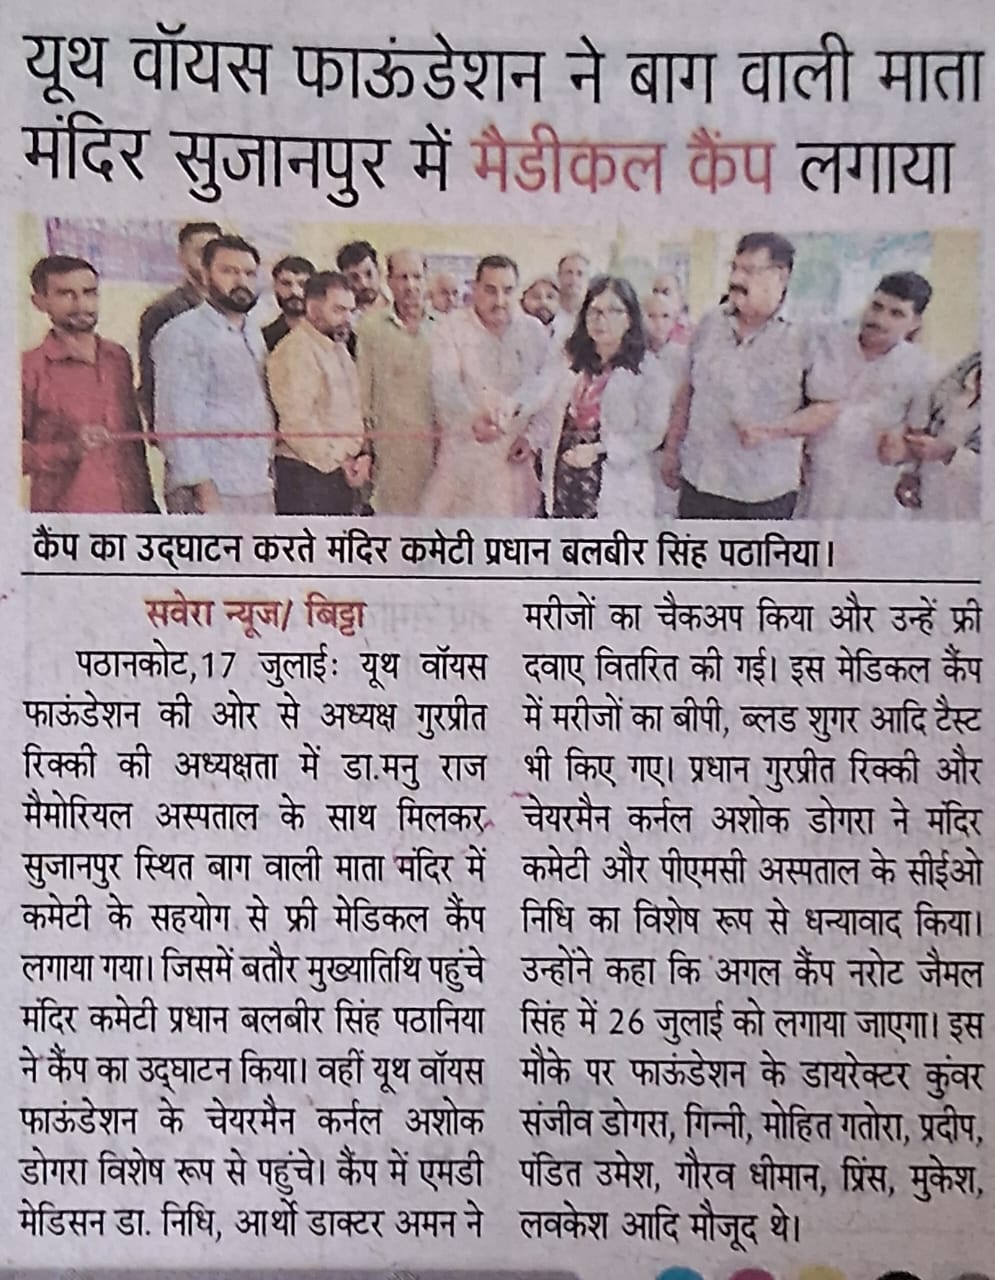 यूथ वॉयस फाऊंडेशन ने बाग वाली माता
मंदिर सुजानपुर में मैडीकल कैंप लगाया
कैंप का उद्घाटन करते मंदिर कमेटी प्रधान बलबीर सिंह पठानिया।
सवेरा न्यूज/ बिट्टा
पठानकोट,17 जुलाईः यूथ वॉयस
फाऊंडेशन की ओर से अध्यक्ष गुरप्रीत
रिक्की की अध्यक्षता में डा.मनु राज
मैमोरियल अस्पताल के साथ मिलकर
सुजानपुर स्थित बाग वाली माता मंदिर में
कमेटी के सहयोग से फ्री मेडिकल कैंप
लगाया गया। जिसमें बतौर मुख्यातिथि पहुंचे
मंदिर कमेटी प्रधान बलबीर सिंह पठानिया
ने कैंप का उद्घाटन किया। वहीं यूथ वॉयस
फाऊंडेशन के चेयरमैन कर्नल अशोक
डोगरा विशेष रूप से पहुंचे। कैंप में एमडी
मेडिसन डा. निधि, आर्थो डाक्टर अमन ने
मरीजों का चैकअप किया और उन्हें फ्री
दवाए वितरित की गई। इस मेडिकल कैंप
में मरीजों का बीपी, ब्लड शुगर आदि टैस्ट
भी किए गए। प्रधान गुरप्रीत रिक्की और
चेयरमैन कर्नल अशोक डोगरा ने मंदिर
कमेटी और पीएमसी अस्पताल के सीईओ
निधि का विशेष रूप से धन्यावाद किया।
उन्होंने कहा कि अगल कैंप नरोट जैमल
सिंह में 26 जुलाई को लगाया जाएगा। इस
मौके पर फाऊंडेशन के डायरेक्टर कुंवर
संजीव डोगस, गिन्नी, मोहित गतोरा, प्रदीप,
पंडित उमेश, गौरव धीमान, प्रिंस, मुकेश,
लवकेश आदि मौजूद थे।